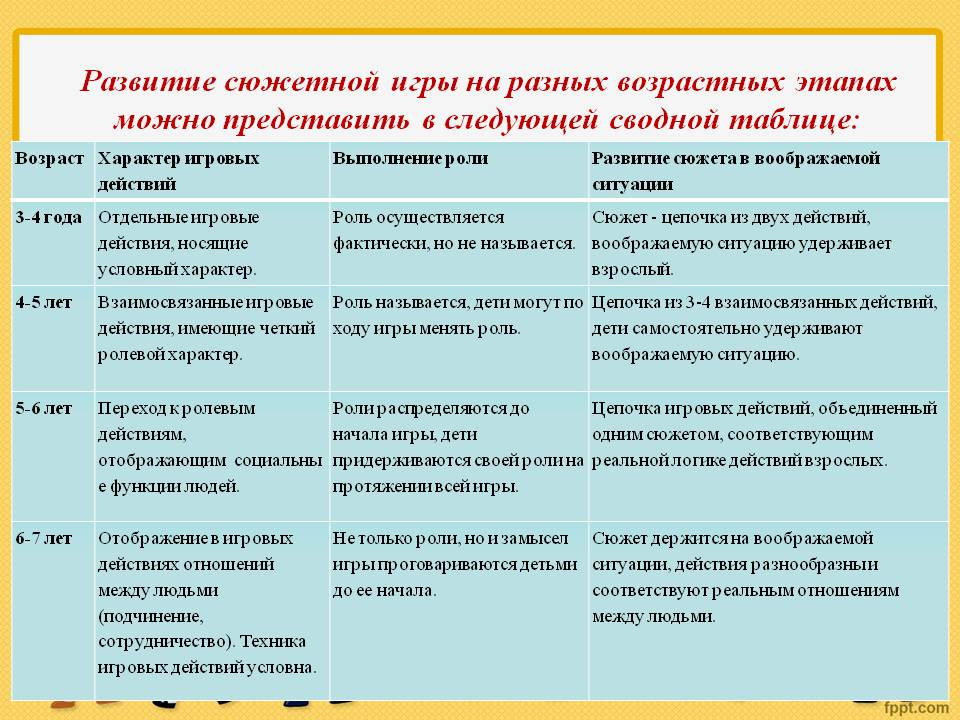 Развитие сюжетной игры на разных возрастных этапах
можно представить в следующей сводной таблице:
Возраст
Характер игровых
действий
Выполнение роли
Развитие сюжета в воображаемой
ситуации
3-4 года
Отдельные игровые
действия, носящие
условный характер.
Роль осуществляется
фактически, но не называется.
Сюжет - цепочка из двух действий,
воображаемую ситуацию удерживает
взрослый.
4-5 лет
Взаимосвязанные игровые
действия, имеющие четкий
ролевой характер.
Роль называется, дети могут по
ходу игры менять роль.
Цепочка из 3-4 взаимосвязанных действий,
дети самостоятельно удерживают
воображаемую ситуацию.
5-6 лет
Переход к ролевым
действиям,
отображающим социальны
е функции людей.
Роли распределяются до
начала игры, дети
придерживаются своей роли на
протяжении всей игры.
Цепочка игровых действий, объединенный
одним сюжетом, соответствующим
реальной логике действий взрослых.
6-7 лет
Отображение в игровых
действиях отношений
между людьми
(подчинение,
сотрудничество). Техника
игровых действий условна.
Не только роли, но и замысел
игры проговариваются детьми
до ее начала.
Сюжет держится на воображаемой
ситуации, действия разнообразны и
соответствуют реальным отношениям
между людьми.
fppt.com